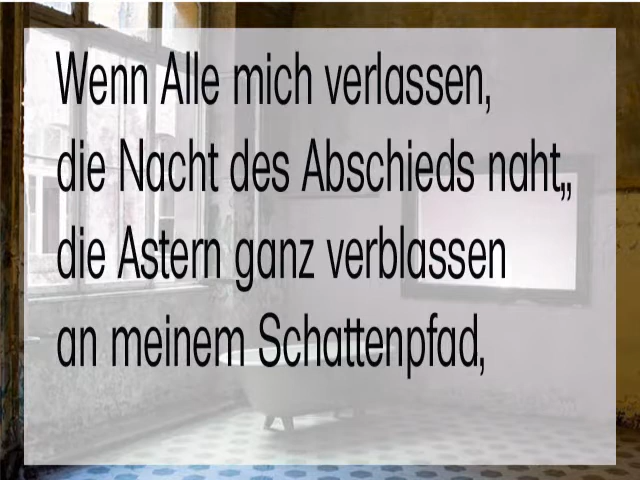 Wenn Alle mich verlassen,
die Nacht des Abschieds naht,,
die Astern ganz verblassen
an meinem Schattenpfad,